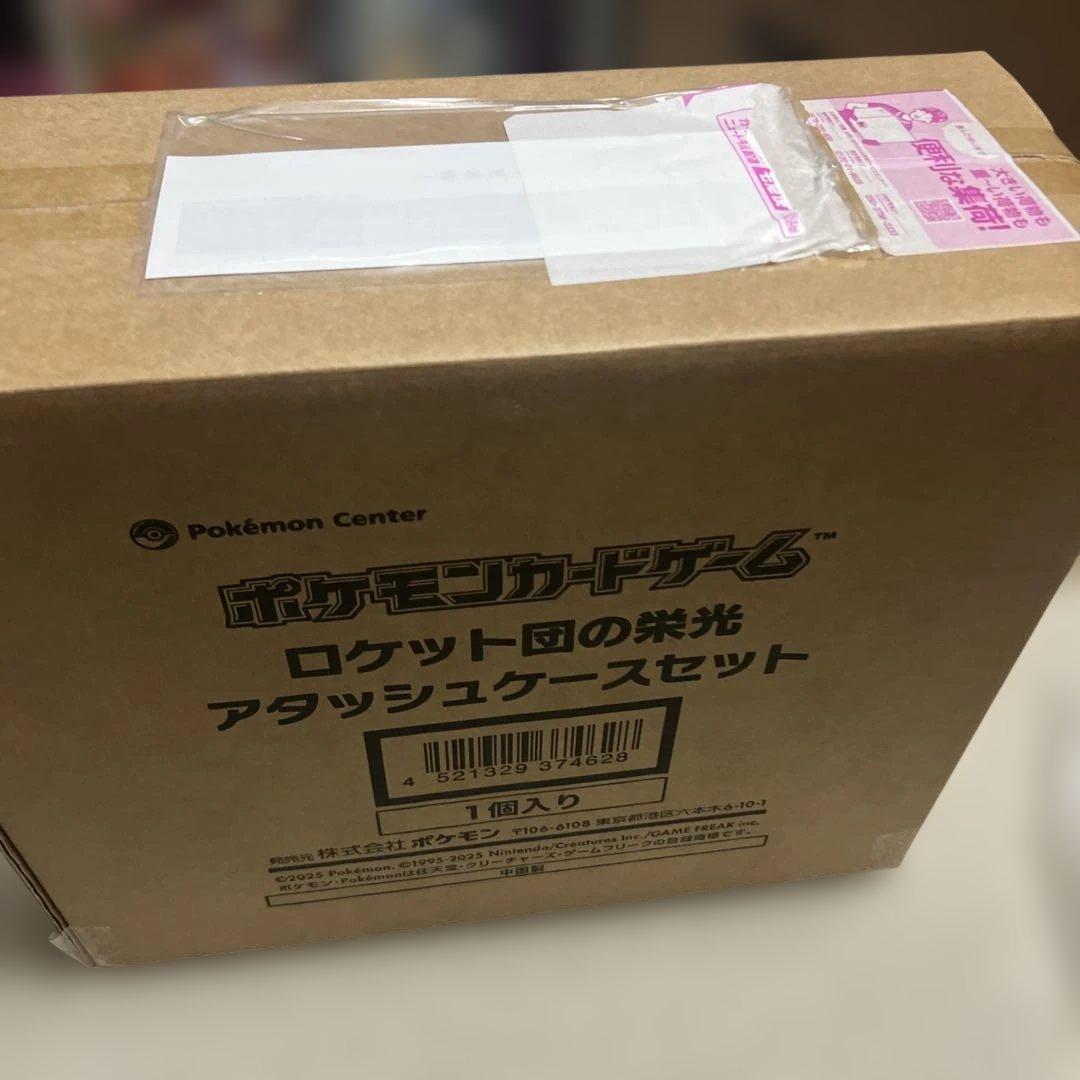 大きい荷物も
重〜い荷物も
便利な集荷!
Pokémon Center
ポケモンカードゲーム™
ロケット団の栄光
アタッシュケースセット
4 521329 374628
1個入り
発売元 株式会社 ポケモン 〒106-6108 東京都港区六本木6-10-1
©2025 Pokémon. ©1995-2025 Nintendo/Creatures Inc./GAME FREAK inc.
ポケモン・Pokémonは任天堂・クリーチャーズ・ゲームフリークの登録商標です。
中国製